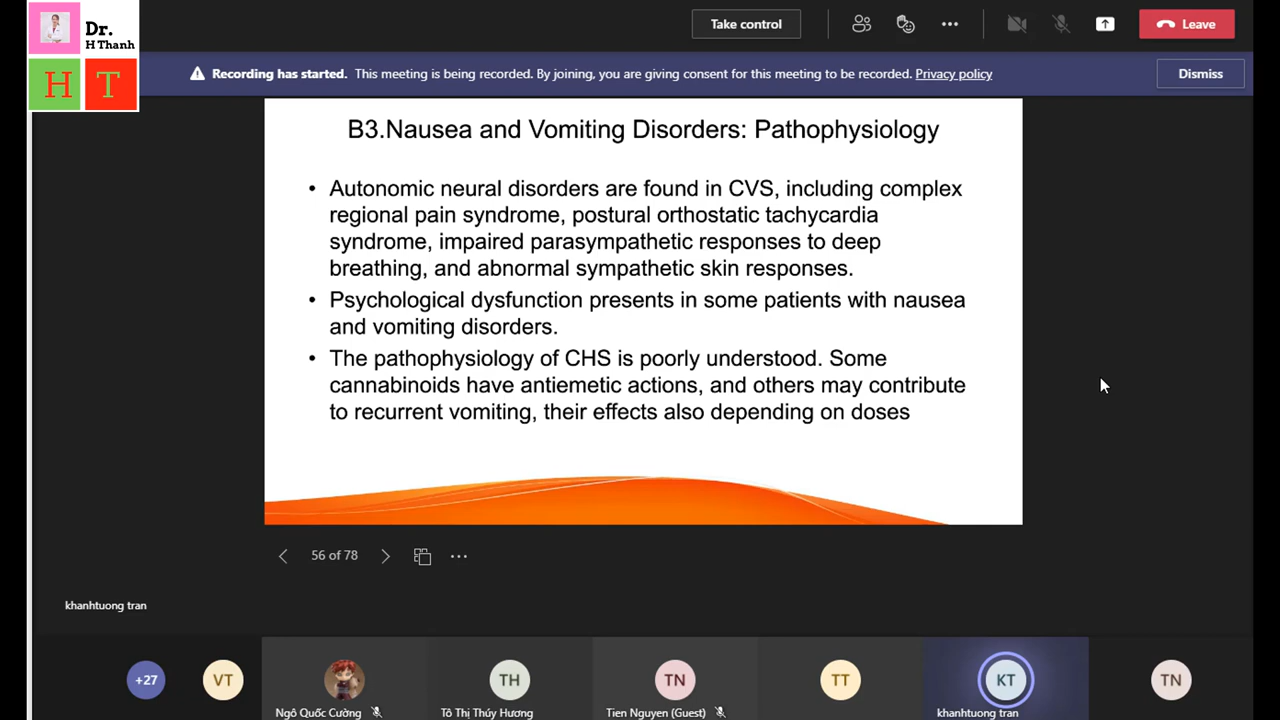 Dr.
H Thanh
H T
Take control
Leave
Recording has started. This meeting is being recorded. By joining, you are giving consent for this meeting to be recorded. Privacy policy
Dismiss
B3.Nausea and Vomiting Disorders: Pathophysiology
• Autonomic neural disorders are found in CVS, including complex
regional pain syndrome, postural orthostatic tachycardia
syndrome, impaired parasympathetic responses to deep
breathing, and abnormal sympathetic skin responses.
• Psychological dysfunction presents in some patients with nausea
and vomiting disorders.
• The pathophysiology of CHS is poorly understood. Some
cannabinoids have antiemetic actions, and others may contribute
to recurrent vomiting, their effects also depending on doses
56 of 78
khanhtuong tran
+27
VT
TH
TN
TT
KT
TN
Ngô Quốc Cường
Tô Thị Thúy Hương
Tien Nguyen (Guest)
khanhtuong tran